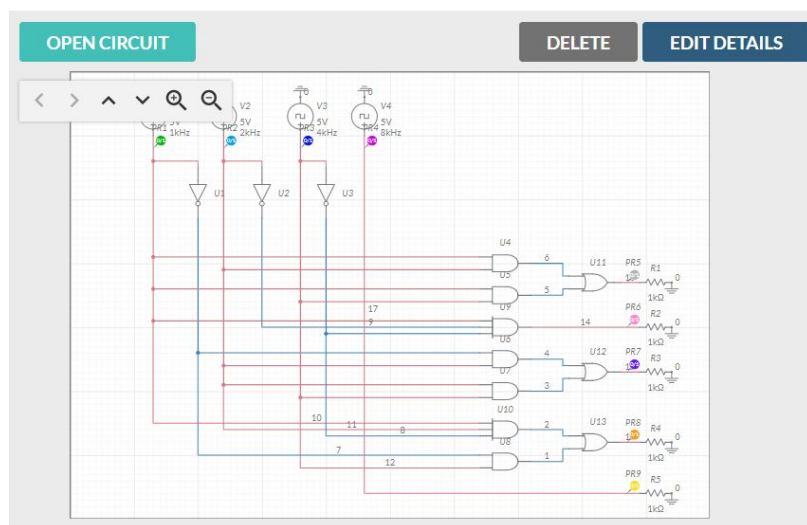 OPEN CIRCUIT
DELETE
EDIT DETAILS
0
0
V2
V3
V4
5V
5V
5V
5V
PR1
1kHz
PR2
2kHz
PR3
4kHz
PR4
8kHz
U1
U2
U3
U4
6
U11
PR5
R1
0
U5
5
1kΩ
U9
17
PR6
R2
9
14
0
U6
1kΩ
4
U12
PR7
R3
0
U7
3
1kΩ
U10
10
11
8
2
U13
PR8
R4
0
U8
7
1
1kΩ
12
PR9
R5
0
1kΩ